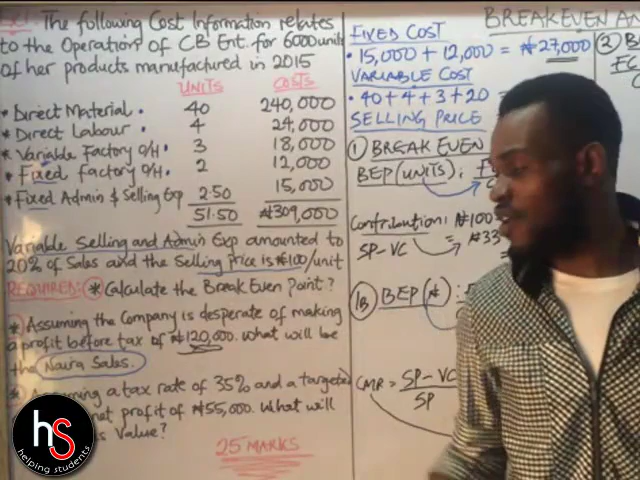 The following Cost Information relates
to the Operations of CB Ent. for 6000 units
of her products manufactured in 2015
UNITS COSTS
* Direct Material. 40 240,000
* Direct Labour. 4 24,000
* Variable Factory O/H. 3 18,000
* Fixed factory O/H. 2 12,000
* Fixed Admin & Selling Exp 2.50 15,000
51.50 ₦309,000
Variable Selling and Admin Exp amounted to
20% of Sales and the Selling Price is ₦100/unit
REQUIRED: * Calculate the Break Even Point?
* Assuming the Company is desperate of making
a profit before tax of ₦120,000. What will be
the Naira Sales.
a tax rate of 35% and a targeted
net profit of ₦55,000. What will
Value?
25 MARKS
hs
helping students
BREAKEVEN
FIXED COST
• 15,000 + 12,000 = ₦27,000
VARIABLE COST
• 40 + 4 + 3 + 20 =
SELLING PRICE
① BREAK EVEN
BEP (UNITS):
Contribution: ₦100
SP - VC = ₦33
①B BEP (₦):
CMR = SP - VC
SP
②
FC